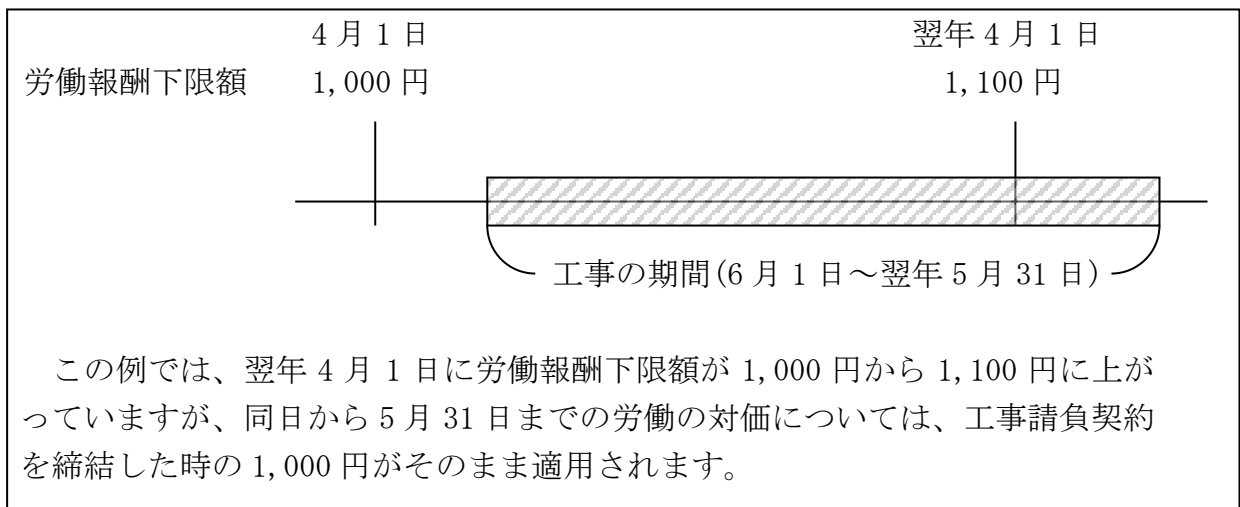 4月1日 翌年4月1日
労働報酬下限額 1,000円 1,100円
工事の期間(6月1日～翌年5月31日)
この例では、翌年4月1日に労働報酬下限額が1,000円から1,100円に上が
っていますが、同日から5月31日までの労働の対価については、工事請負契約
を締結した時の1,000円がそのまま適用されます。